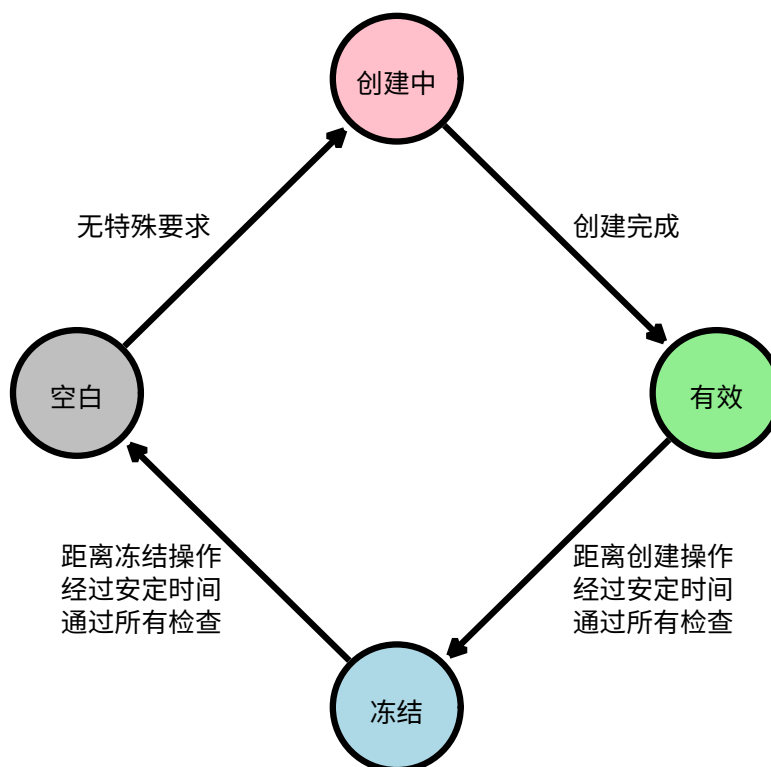 创建中
无特殊要求
创建完成
空白
有效
距离冻结操作
经过安定时间
通过所有检查
距离创建操作
经过安定时间
通过所有检查
冻结